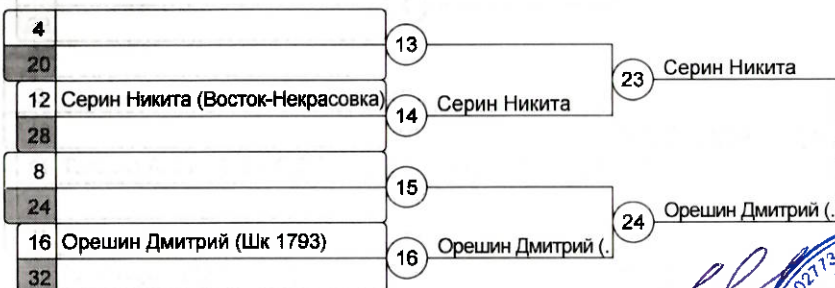 4
13
20
23 Серин Никита
12 Серин Никита (Восток-Некрасовка)
14 Серин Никита
28
8
15
24
24 Орешин Дмитрий (.
16 Орешин Дмитрий (Шк 1793)
16 Орешин Дмитрий (.
32
02773